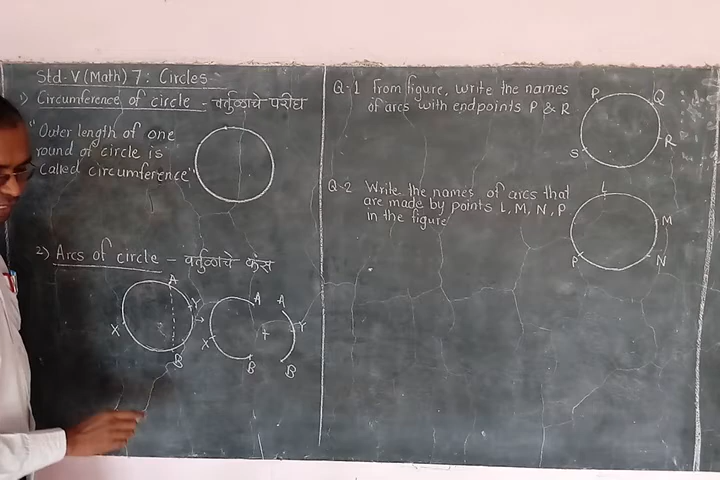 Std-V (Math) 7: Circles
1) Circumference of circle - वर्तुळाचे परीघ
"Outer length of one
round of circle is
called circumference"
2) Arcs of circle - वर्तुळाचे कंस
A
Y
X
B
A
X
B
A
Y
B
Q-1 From figure, write the names
of arcs with endpoints P & R
P
Q
R
S
Q-2 Write the names of arcs that
are made by points L, M, N, P
in the figure
L
M
N
P